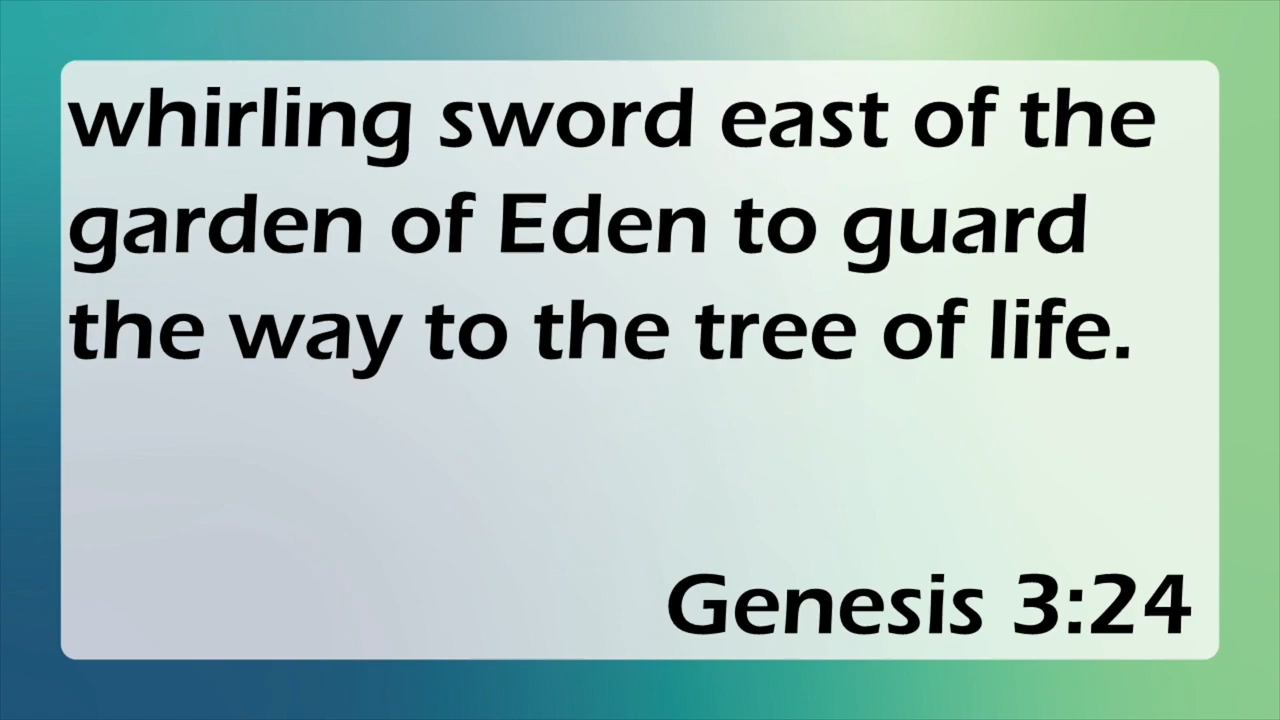 whirling sword east of the
garden of Eden to guard
the way to the tree of life.
Genesis 3:24